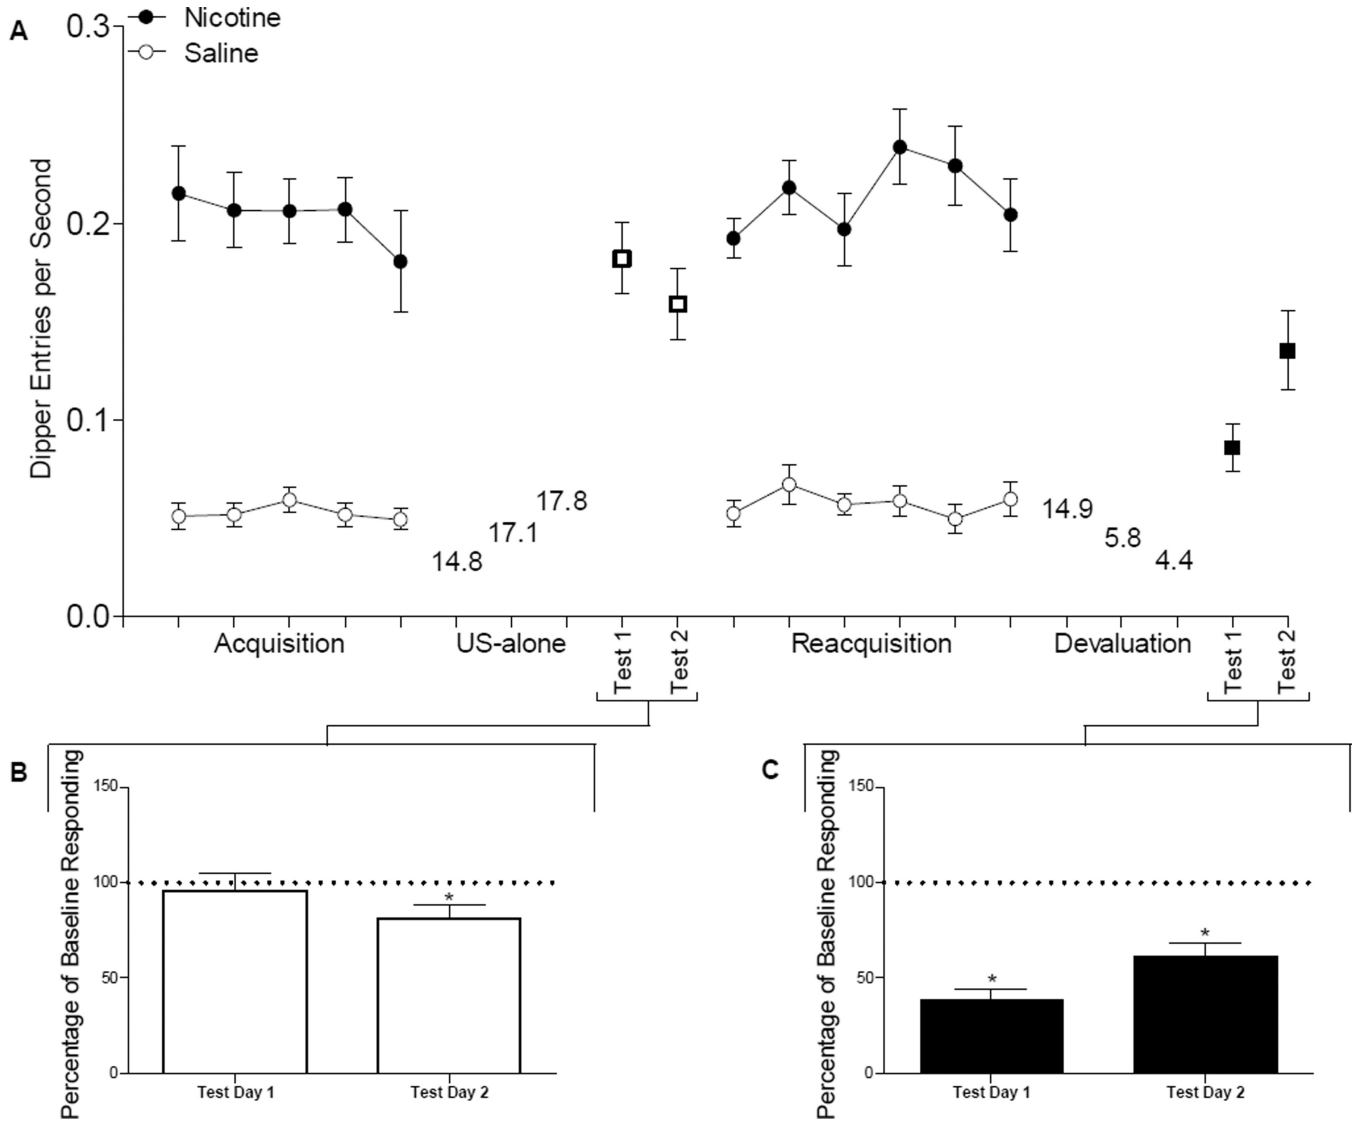 A
Nicotine
Saline
Dipper Entries per Second
0.3
0.2
0.1
0.0
14.8
17.1
17.8
14.9
5.8
4.4
Acquisition
US-alone
Test 1
Test 2
Reacquisition
Devaluation
Test 1
Test 2
B
Percentage of Baseline Responding
150
100
50
0
*
Test Day 1
Test Day 2
C
Percentage of Baseline Responding
150
100
50
0
*
*
Test Day 1
Test Day 2